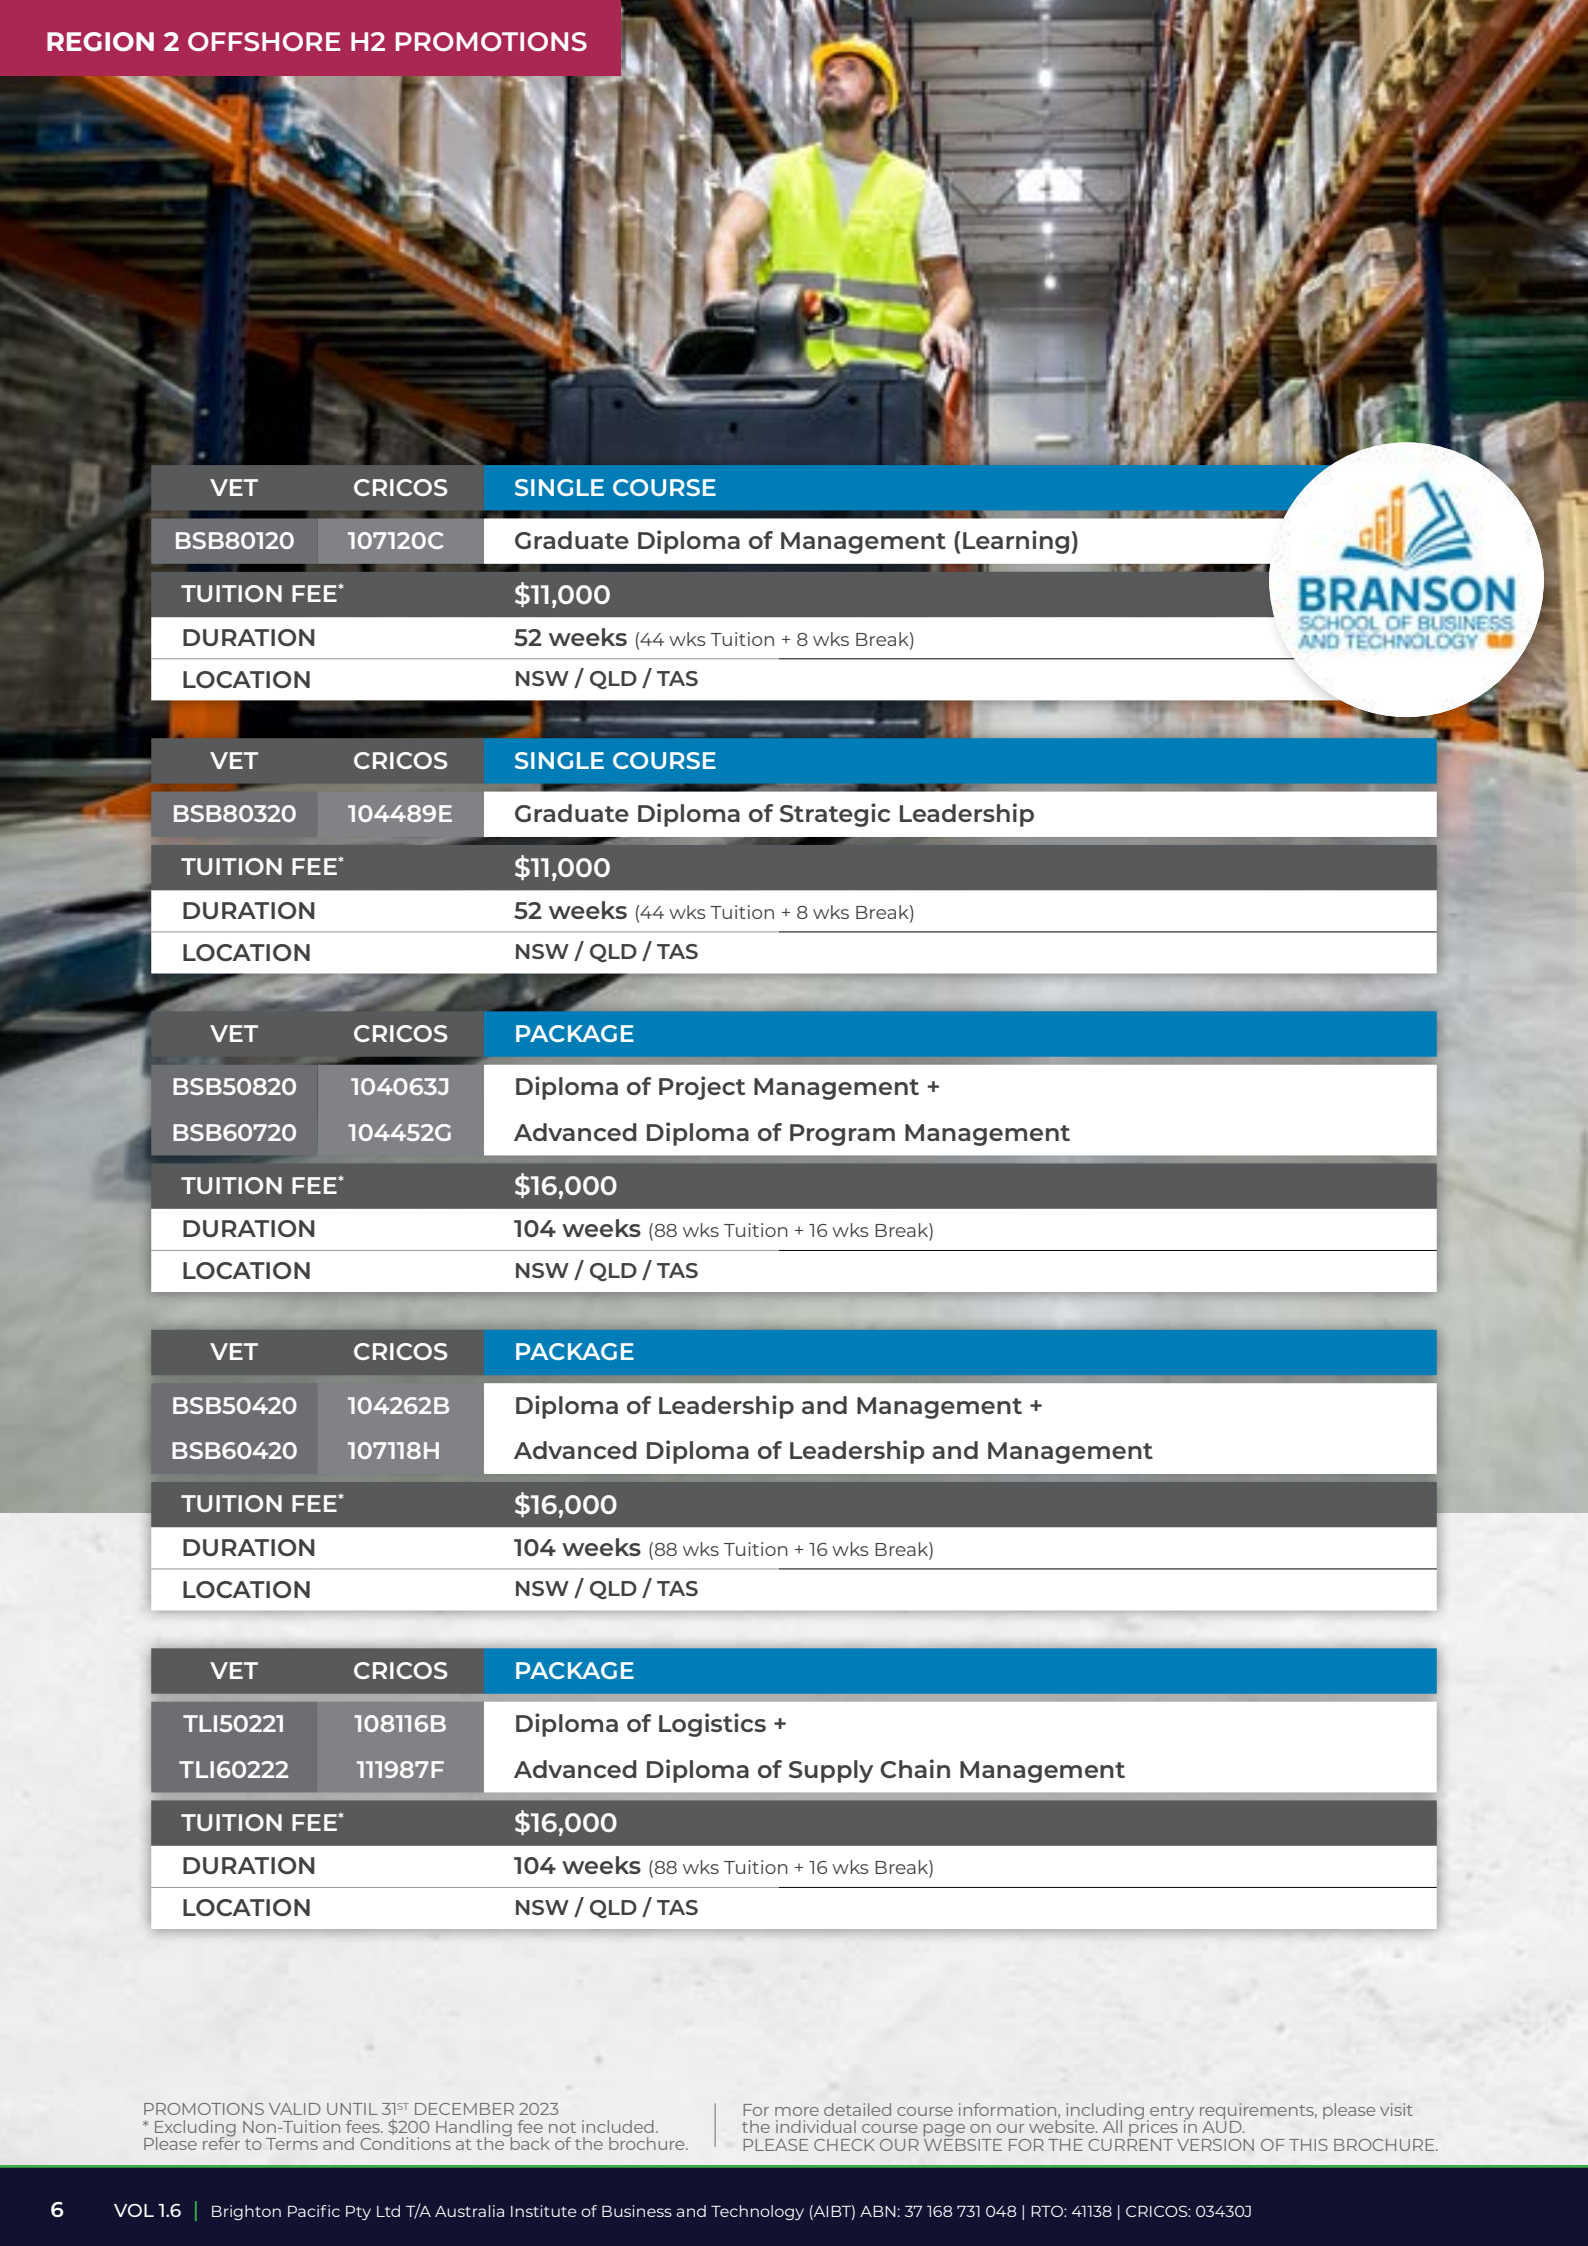 REGION 2 OFFSHORE H2 PROMOTIONS
VET CRICOS SINGLE COURSE
BSB80120 107120C Graduate Diploma of Management (Learning)
TUITION FEE* $11,000
DURATION 52 weeks (44 wks Tuition + 8 wks Break)
LOCATION NSW / QLD / TAS
BRANSON
SCHOOL OF BUSINESS
AND TECHNOLOGY
VET CRICOS SINGLE COURSE
BSB80320 104489E Graduate Diploma of Strategic Leadership
TUITION FEE* $11,000
DURATION 52 weeks (44 wks Tuition + 8 wks Break)
LOCATION NSW / QLD / TAS
VET CRICOS PACKAGE
BSB50820 104063J Diploma of Project Management +
BSB60720 104452G Advanced Diploma of Program Management
TUITION FEE* $16,000
DURATION 104 weeks (88 wks Tuition + 16 wks Break)
LOCATION NSW / QLD / TAS
VET CRICOS PACKAGE
BSB50420 104262B Diploma of Leadership and Management +
BSB60420 107118H Advanced Diploma of Leadership and Management
TUITION FEE* $16,000
DURATION 104 weeks (88 wks Tuition + 16 wks Break)
LOCATION NSW / QLD / TAS
VET CRICOS PACKAGE
TLI50221 108116B Diploma of Logistics +
TLI60222 111987F Advanced Diploma of Supply Chain Management
TUITION FEE* $16,000
DURATION 104 weeks (88 wks Tuition + 16 wks Break)
LOCATION NSW / QLD / TAS
PROMOTIONS VALID UNTIL 31ST DECEMBER 2023
* Excluding Non-Tuition fees. $200 Handling fee not included.
Please refer to Terms and Conditions at the back of the brochure.
For more detailed course information, including entry requirements, please visit
the individual course page on our website. All prices in AUD.
PLEASE CHECK OUR WEBSITE FOR THE CURRENT VERSION OF THIS BROCHURE.
6 VOL 1.6 | Brighton Pacific Pty Ltd T/A Australia Institute of Business and Technology (AIBT) ABN: 37 168 731 048 | RTO: 41138 | CRICOS: 03430J